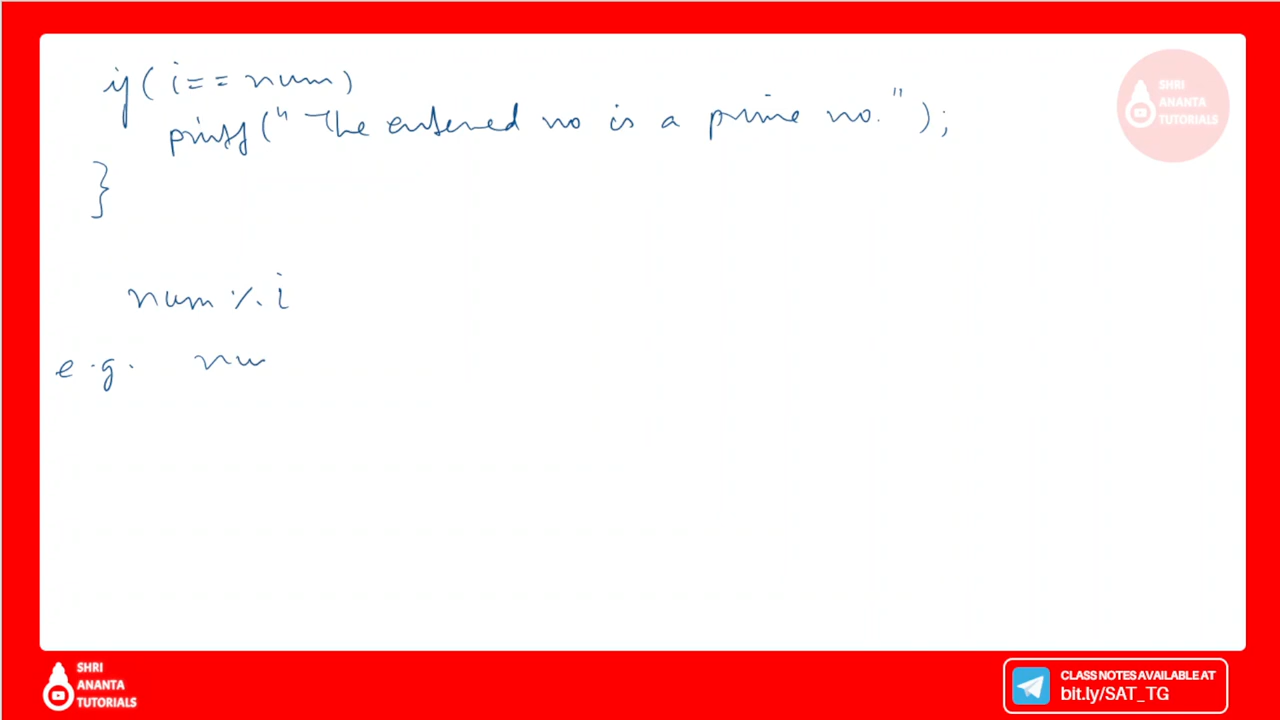 if( i==num)
printf("The entered no is a prime no.");
}
num %. i
e.g. nu
SHRI
ANANTA
TUTORIALS
SHRI
ANANTA
TUTORIALS
CLASS NOTES AVAILABLE AT
bit.ly/SAT_TG